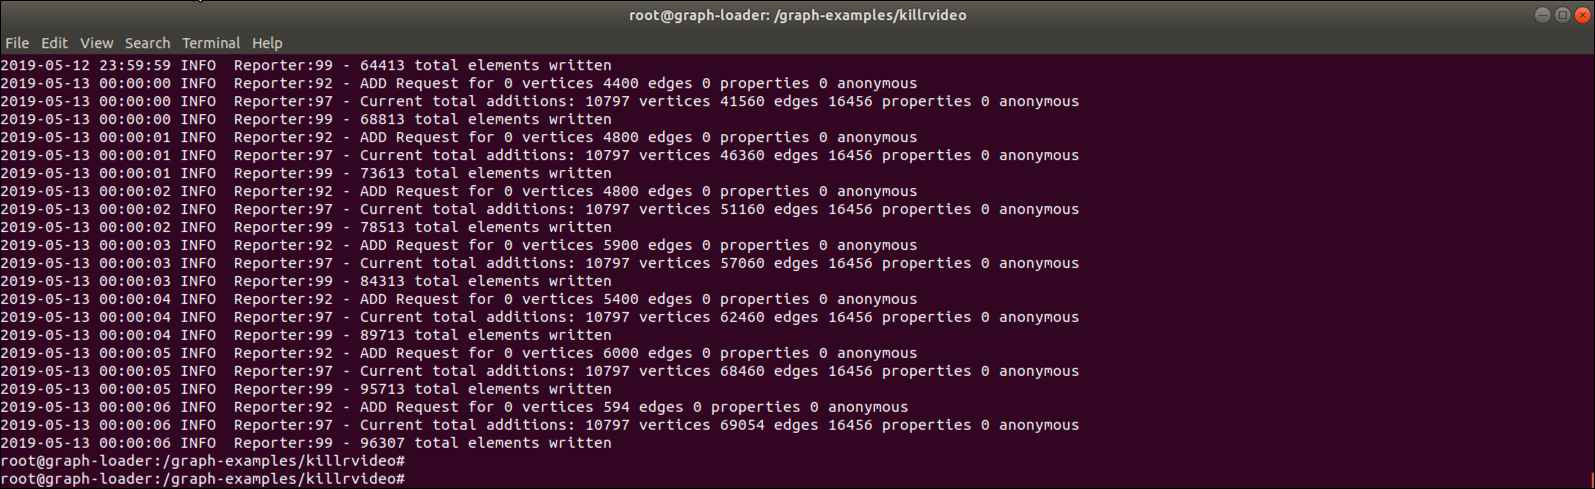 root@graph-loader: /graph-examples/killrvideo
File Edit View Search Terminal Help
2019-05-12 23:59:59 INFO  Reporter:99 - 64413 total elements written
2019-05-13 00:00:00 INFO  Reporter:92 - ADD Request for 0 vertices 4400 edges 0 properties 0 anonymous
2019-05-13 00:00:00 INFO  Reporter:97 - Current total additions: 10797 vertices 41560 edges 16456 properties 0 anonymous
2019-05-13 00:00:00 INFO  Reporter:99 - 68813 total elements written
2019-05-13 00:00:01 INFO  Reporter:92 - ADD Request for 0 vertices 4800 edges 0 properties 0 anonymous
2019-05-13 00:00:01 INFO  Reporter:97 - Current total additions: 10797 vertices 46360 edges 16456 properties 0 anonymous
2019-05-13 00:00:01 INFO  Reporter:99 - 73613 total elements written
2019-05-13 00:00:02 INFO  Reporter:92 - ADD Request for 0 vertices 4800 edges 0 properties 0 anonymous
2019-05-13 00:00:02 INFO  Reporter:97 - Current total additions: 10797 vertices 51160 edges 16456 properties 0 anonymous
2019-05-13 00:00:02 INFO  Reporter:99 - 78513 total elements written
2019-05-13 00:00:03 INFO  Reporter:92 - ADD Request for 0 vertices 5900 edges 0 properties 0 anonymous
2019-05-13 00:00:03 INFO  Reporter:97 - Current total additions: 10797 vertices 57060 edges 16456 properties 0 anonymous
2019-05-13 00:00:03 INFO  Reporter:99 - 84313 total elements written
2019-05-13 00:00:04 INFO  Reporter:92 - ADD Request for 0 vertices 5400 edges 0 properties 0 anonymous
2019-05-13 00:00:04 INFO  Reporter:97 - Current total additions: 10797 vertices 62460 edges 16456 properties 0 anonymous
2019-05-13 00:00:04 INFO  Reporter:99 - 89713 total elements written
2019-05-13 00:00:05 INFO  Reporter:92 - ADD Request for 0 vertices 6000 edges 0 properties 0 anonymous
2019-05-13 00:00:05 INFO  Reporter:97 - Current total additions: 10797 vertices 68460 edges 16456 properties 0 anonymous
2019-05-13 00:00:05 INFO  Reporter:99 - 95713 total elements written
2019-05-13 00:00:06 INFO  Reporter:92 - ADD Request for 0 vertices 594 edges 0 properties 0 anonymous
2019-05-13 00:00:06 INFO  Reporter:97 - Current total additions: 10797 vertices 69054 edges 16456 properties 0 anonymous
2019-05-13 00:00:06 INFO  Reporter:99 - 96307 total elements written
root@graph-loader:/graph-examples/killrvideo#
root@graph-loader:/graph-examples/killrvideo#